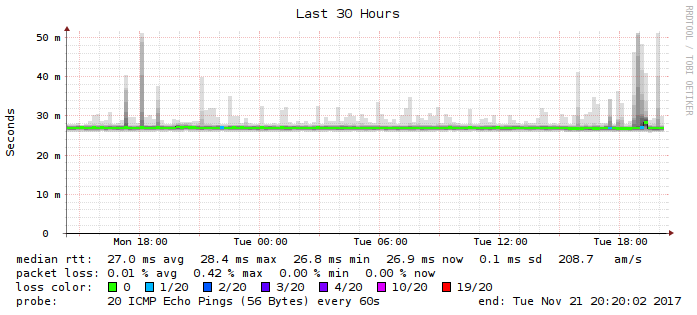 Last 30 Hours
RRDTOOL / TOBI OETIKER
Seconds
50 m
40 m
30 m
20 m
10 m
0
Mon 18:00 Tue 00:00 Tue 06:00 Tue 12:00 Tue 18:00
median rtt: 27.0 ms avg 28.4 ms max 26.8 ms min 26.9 ms now 0.1 ms sd 208.7 am/s
packet loss: 0.01 % avg 0.42 % max 0.00 % min 0.00 % now
loss color: 0 1/20 2/20 3/20 4/20 10/20 19/20
probe: 20 ICMP Echo Pings (56 Bytes) every 60s end: Tue Nov 21 20:20:02 2017